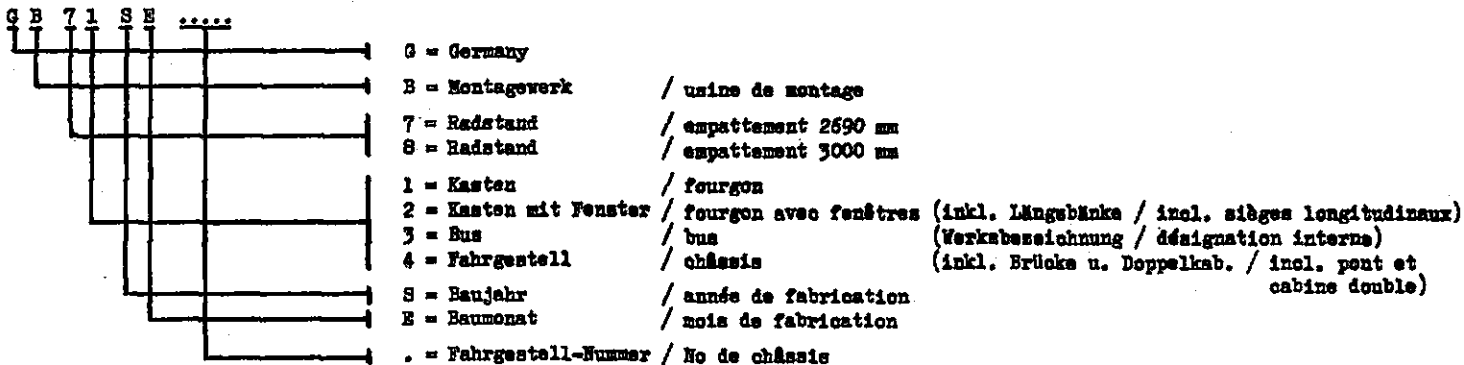 G B 7 1 S E .....
G = Germany
B = Montagewerk / usine de montage
7 = Radstand / empattement 2690 mm
8 = Radstand / empattement 3000 mm
1 = Kasten / fourgon
2 = Kasten mit Fenster / fourgon avec fenêtres (inkl. Längsbänke / incl. sièges longitudinaux)
3 = Bus / bus (Werksbezeichnung / désignation interne)
4 = Fahrgestell / châssis (inkl. Brücke u. Doppelkab. / incl. pont et
cabine double)
S = Baujahr / année de fabrication
E = Baumonat / mois de fabrication
. = Fahrgestell-Nummer / No de châssis